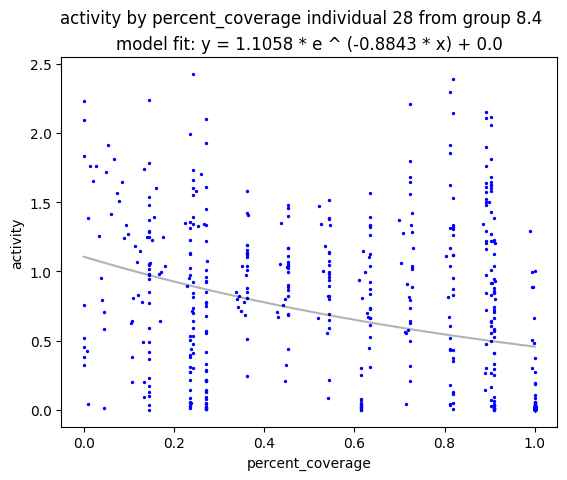 activity by percent_coverage individual 28 from group 8.4
model fit: y = 1.1058 * e ^ (-0.8843 * x) + 0.0
2.5
2.0
1.5
1.0
0.5
0.0
activity
0.0 0.2 0.4 0.6 0.8 1.0
percent_coverage